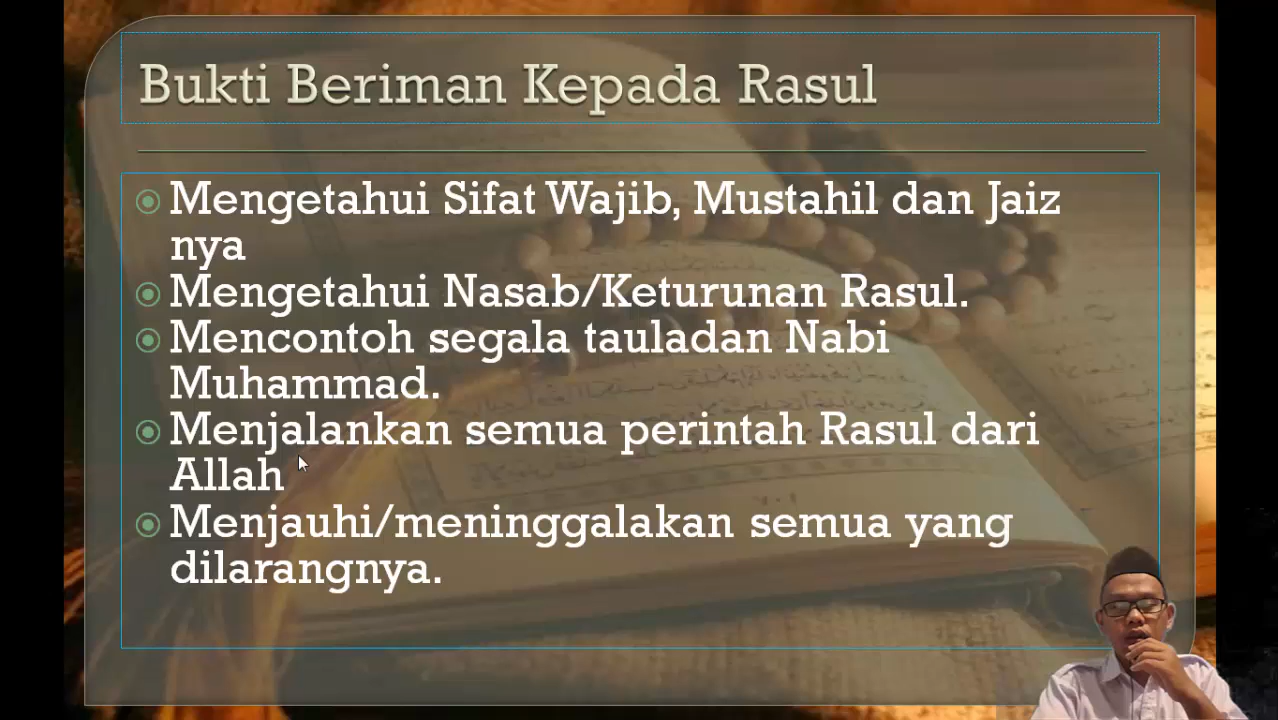 Bukti Beriman Kepada Rasul
Mengetahui Sifat Wajib, Mustahil dan Jaiz
nya
Mengetahui Nasab/Keturunan Rasul.
Mencontoh segala tauladan Nabi
Muhammad.
Menjalankan semua perintah Rasul dari
Allah
Menjauhi/meninggalakan semua yang
dilarangnya.